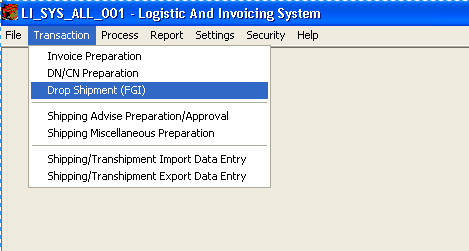 LI_SYS_ALL_001 - Logistic And Invoicing System
File Transaction Process Report Settings Security Help
Invoice Preparation
DN/CN Preparation
Drop Shipment (FGI)
Shipping Advise Preparation/Approval
Shipping Miscellaneous Preparation
Shipping/Transhipment Import Data Entry
Shipping/Transhipment Export Data Entry